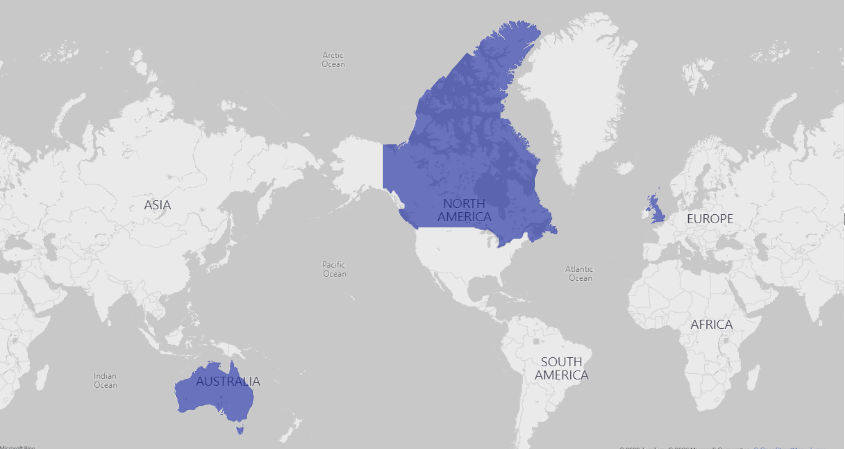 Arctic
Ocean
ASIA
NORTH
AMERICA
EUROPE
Pacific
Ocean
Atlantic
Ocean
AFRICA
Indian
Ocean
AUSTRALIA
SOUTH
AMERICA